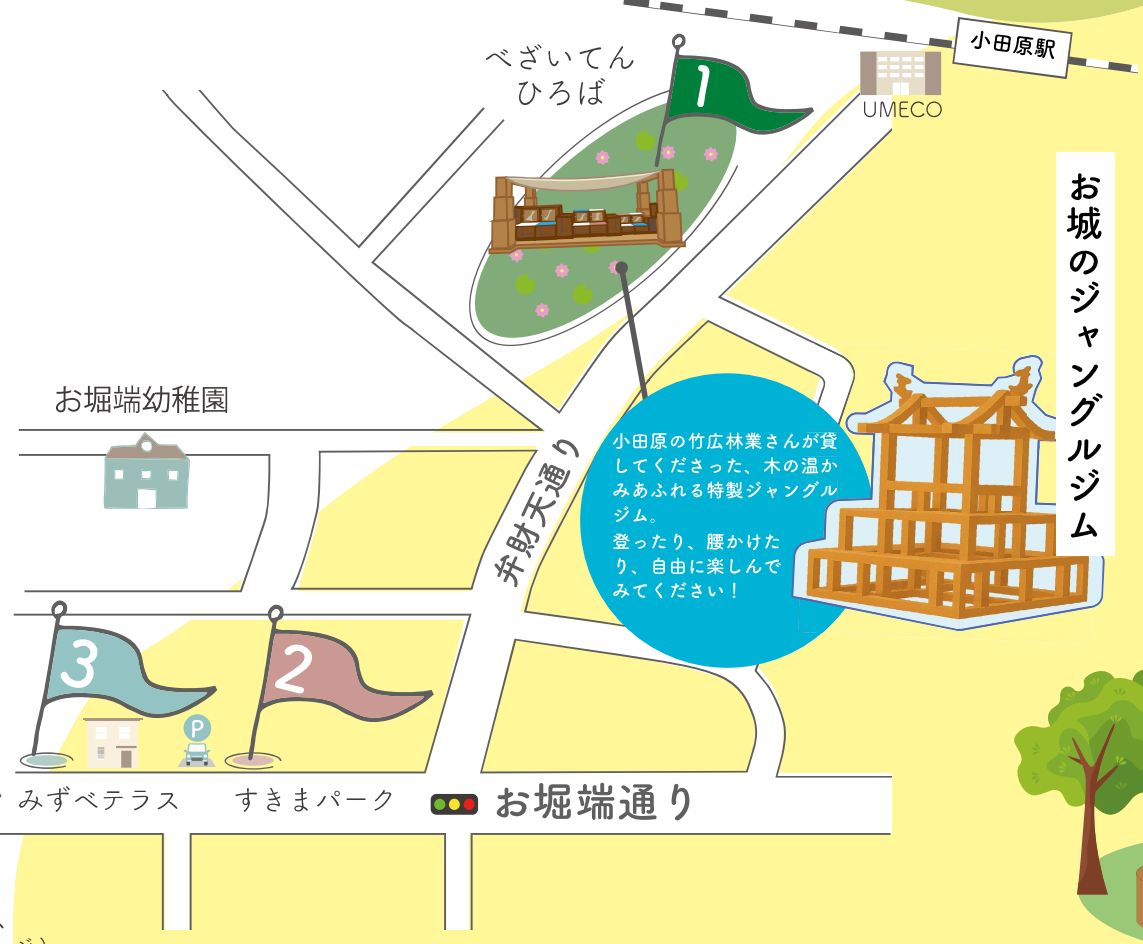 小田原駅
べざいてん
ひろば
1
UMECO
お城のジャングルジム
お堀端幼稚園
弁財天通り
小田原の竹広林業さんが貸
してくださった、木の温か
みあふれる特製ジャングル
ジム。
登ったり、腰かけた
り、自由に楽しんで
みてください！
3
2
P
みずべテラス
すきまパーク
お堀端通り